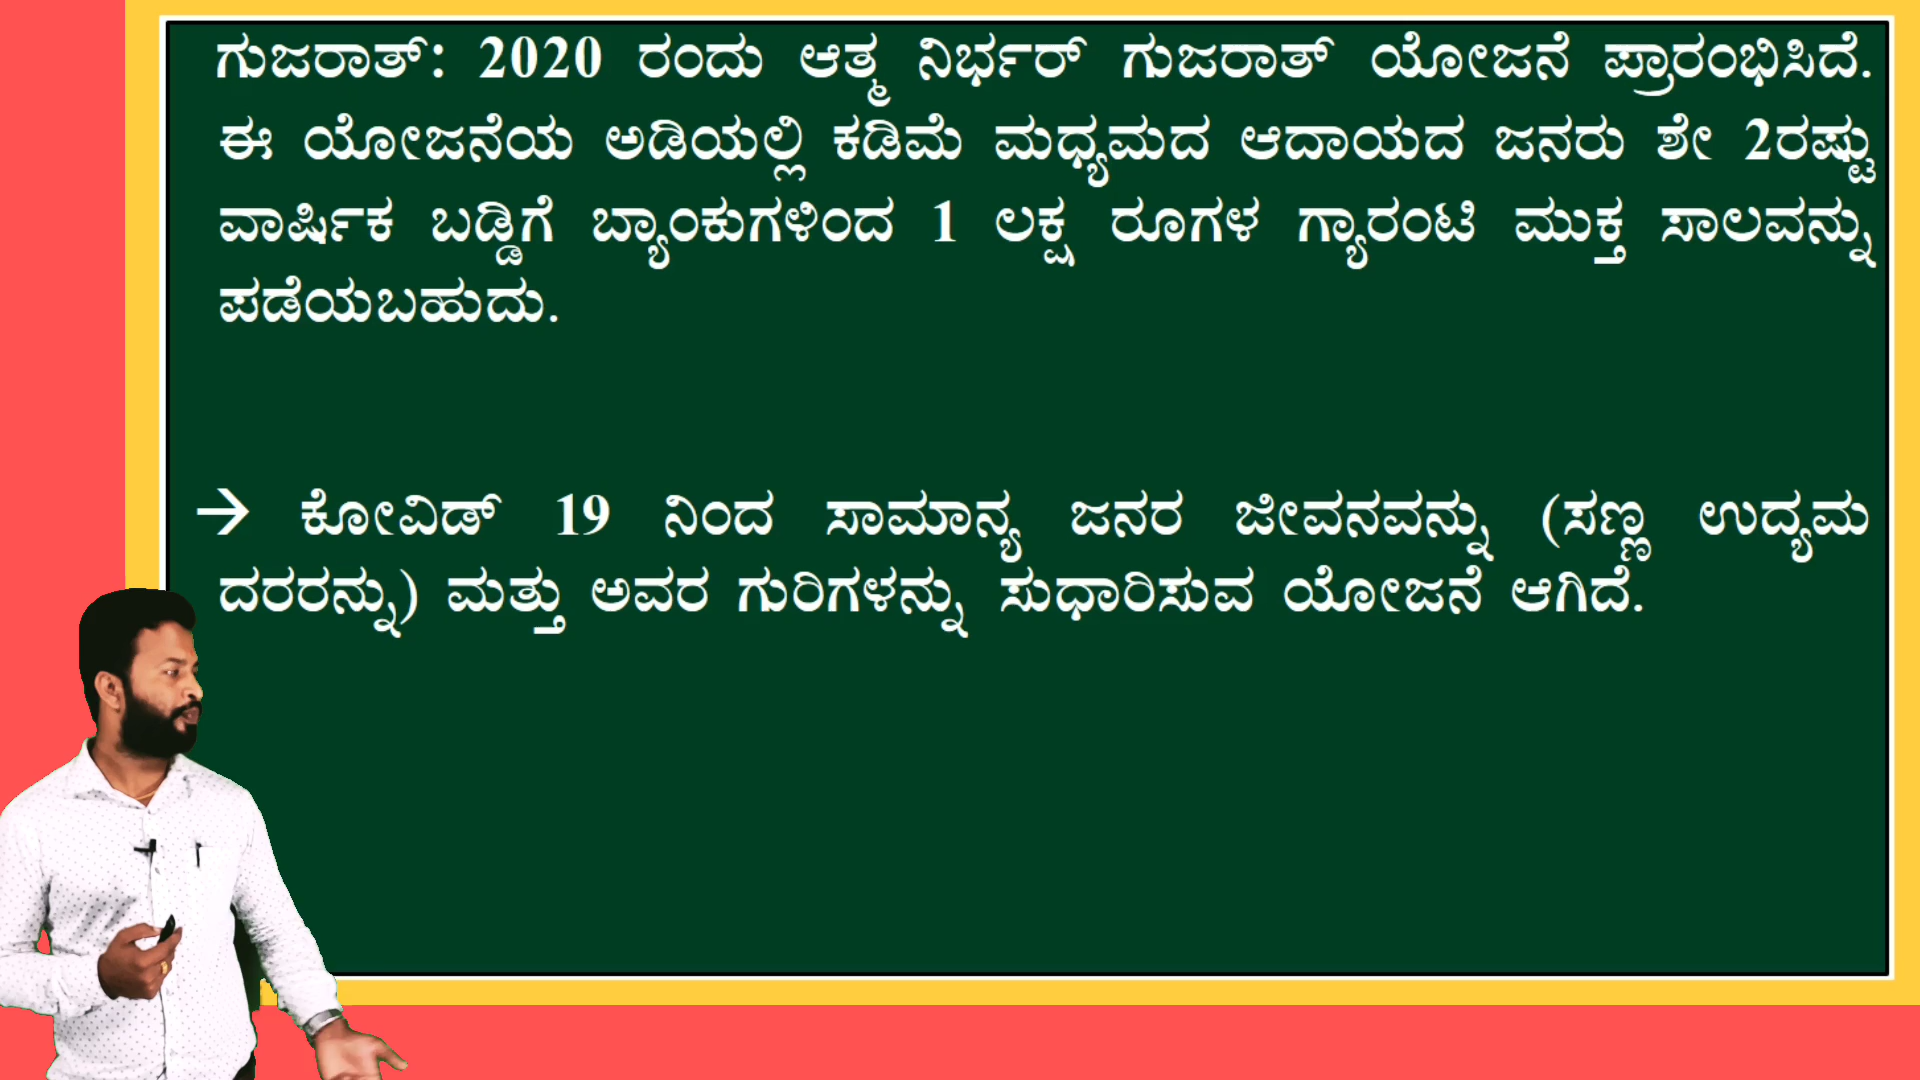 ಗುಜರಾತ್: 2020 ರಂದು ಆತ್ಮ ನಿರ್ಭರ್ ಗುಜರಾತ್ ಯೋಜನೆ ಪ್ರಾರಂಭಿಸಿದೆ.
ಈ ಯೋಜನೆಯ ಅಡಿಯಲ್ಲಿ ಕಡಿಮೆ ಮಧ್ಯಮದ ಆದಾಯದ ಜನರು ಶೇ 2ರಷ್ಟು
ವಾರ್ಷಿಕ ಬಡ್ಡಿಗೆ ಬ್ಯಾಂಕುಗಳಿಂದ 1 ಲಕ್ಷ ರೂಗಳ ಗ್ಯಾರಂಟಿ ಮುಕ್ತ ಸಾಲವನ್ನು
ಪಡೆಯಬಹುದು.
→ ಕೋವಿಡ್ 19 ನಿಂದ ಸಾಮಾನ್ಯ ಜನರ ಜೀವನವನ್ನು (ಸಣ್ಣ ಉದ್ಯಮ
ದರರನ್ನು) ಮತ್ತು ಅವರ ಗುರಿಗಳನ್ನು ಸುಧಾರಿಸುವ ಯೋಜನೆ ಆಗಿದೆ.